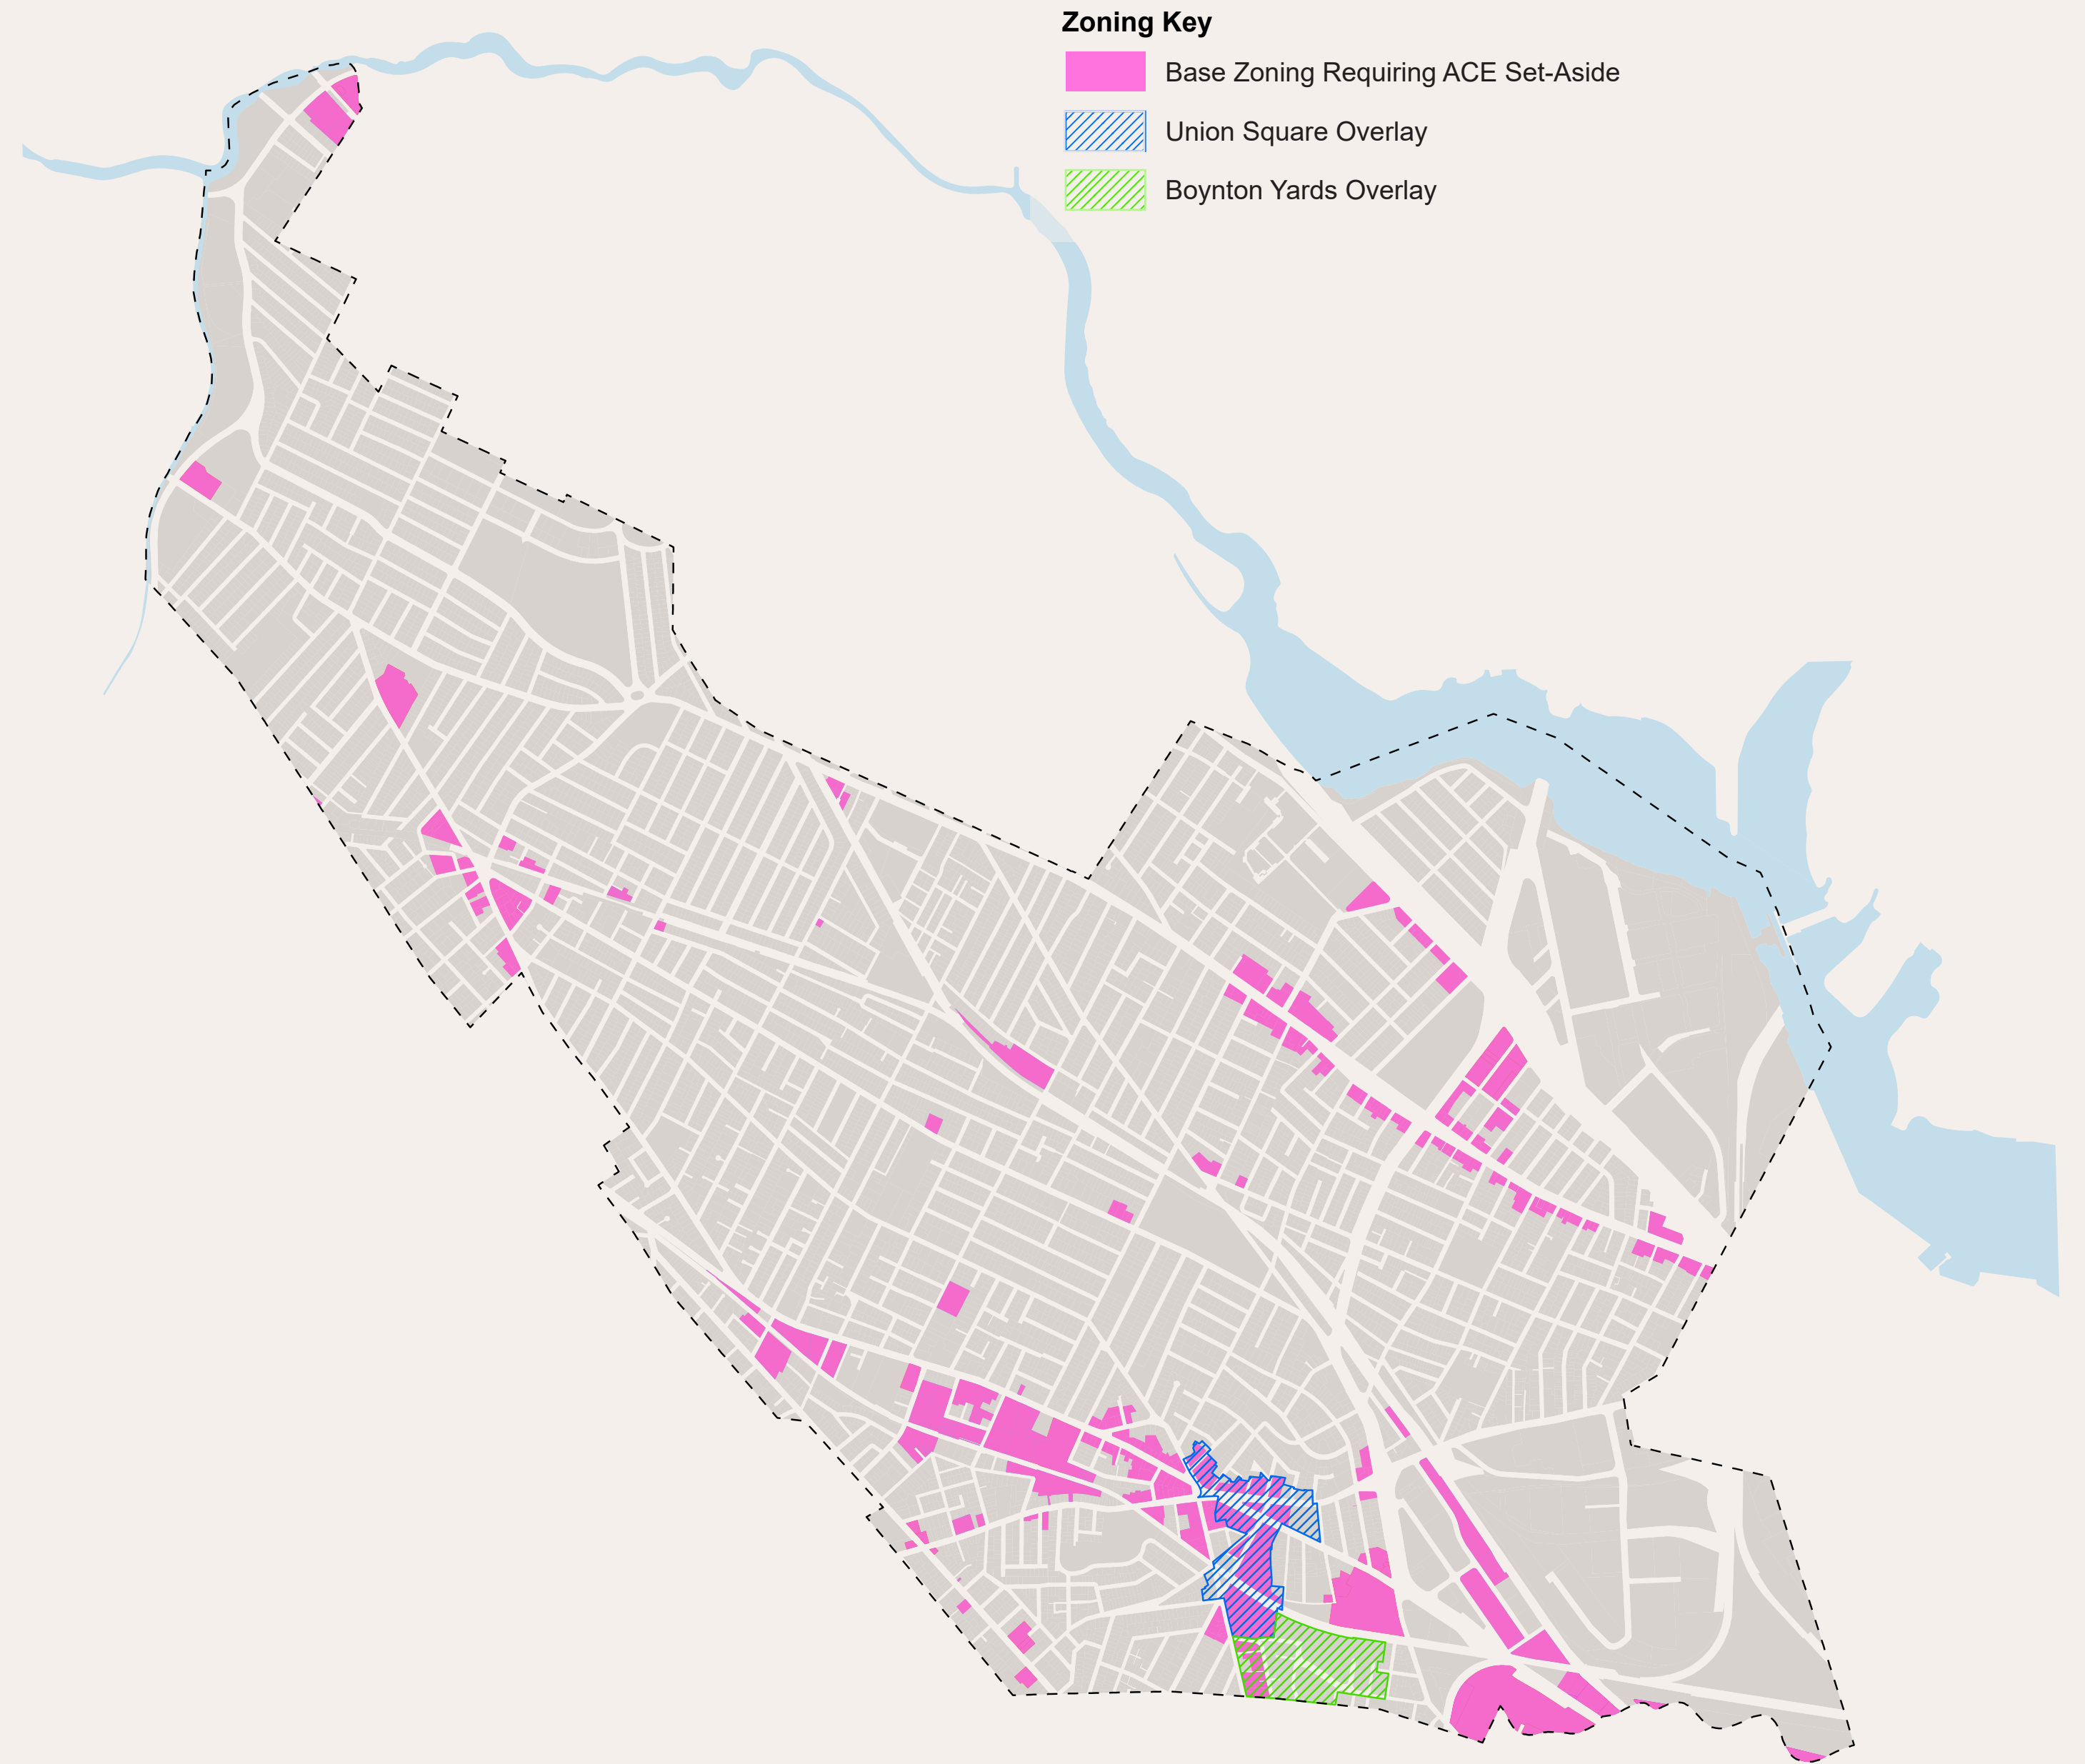 Zoning Key
Base Zoning Requiring ACE Set-Aside
Union Square Overlay
Boynton Yards Overlay